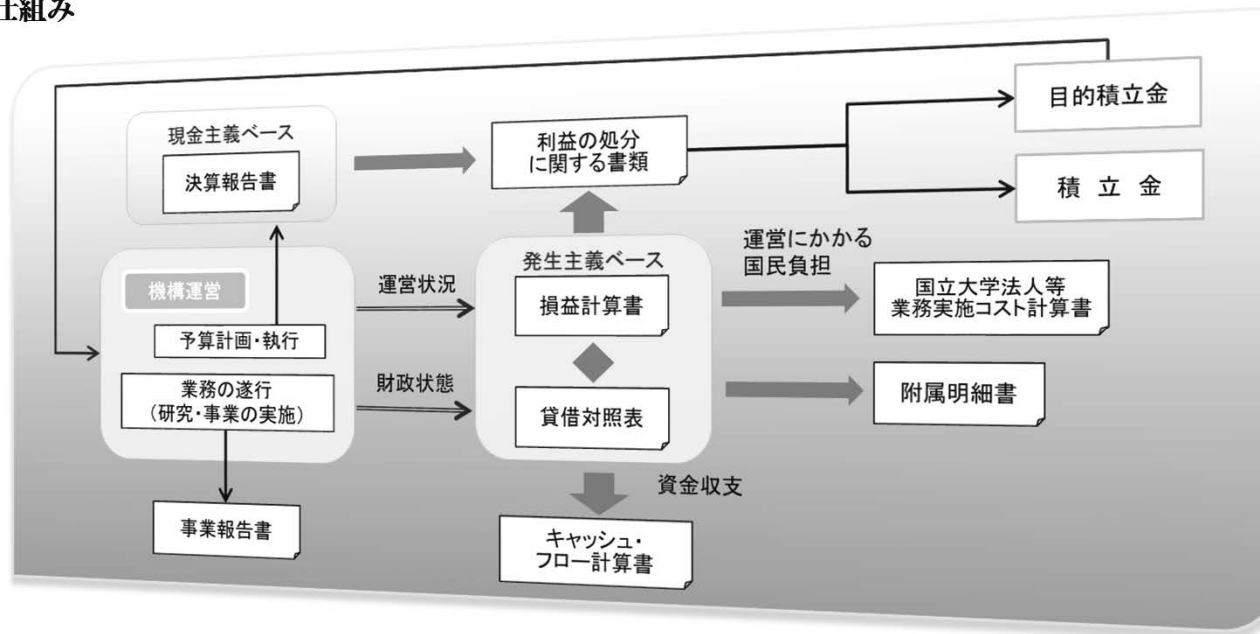 仕組み
目的積立金
積 立 金
現金主義ベース
決算報告書
利益の処分
に関する書類
機構運営
予算計画・執行
業務の遂行
（研究・事業の実施）
事業報告書
運営状況
財政状態
発生主義ベース
損益計算書
貸借対照表
運営にかかる
国民負担
国立大学法人等
業務実施コスト計算書
附属明細書
資金収支
キャッシュ・
フロー計算書